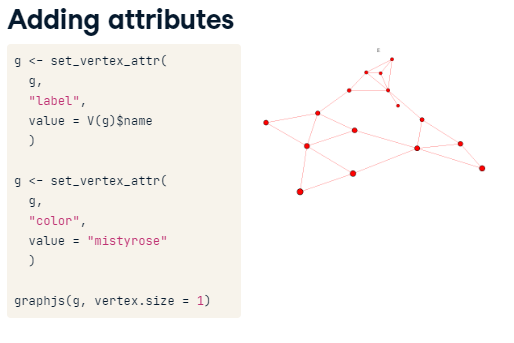 Adding attributes
g <- set_vertex_attr(
g,
"label",
value = V(g)$name
)
g <- set_vertex_attr(
g,
"color",
value = "mistyrose"
)
graphjs(g, vertex.size = 1)
g